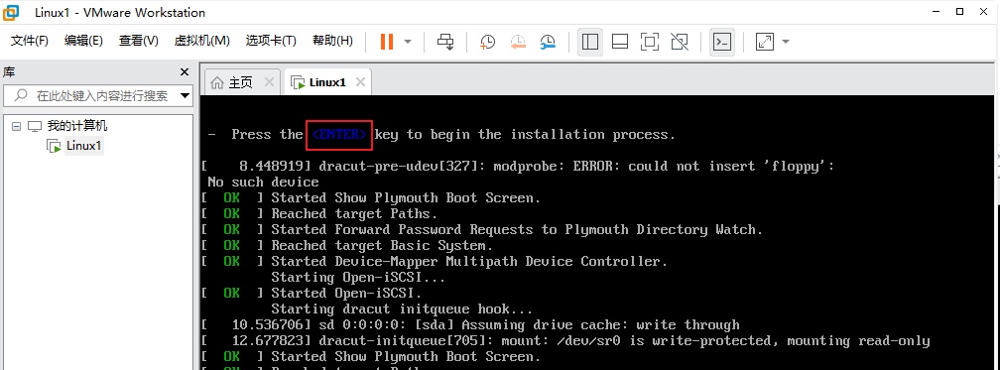 Linux1 - VMware Workstation
文件(F) 编辑(E) 查看(V) 虚拟机(M) 选项卡(T) 帮助(H)
库
在此处键入内容进行搜索
我的计算机
Linux1
主页 Linux1
- Press the <ENTER> key to begin the installation process.
[    8.448919] dracut-pre-udev[327]: modprobe: ERROR: could not insert 'floppy':
No such device
[  OK  ] Started Show Plymouth Boot Screen.
[  OK  ] Reached target Paths.
[  OK  ] Started Forward Password Requests to Plymouth Directory Watch.
[  OK  ] Reached target Basic System.
[  OK  ] Started Device-Mapper Multipath Device Controller.
Starting Open-iSCSI...
[  OK  ] Started Open-iSCSI.
Starting dracut initqueue hook...
[   10.536706] sd 0:0:0:0: [sda] Assuming drive cache: write through
[   12.677823] dracut-initqueue[705]: mount: /dev/sr0 is write-protected, mounting read-only
[  OK  ] Started Show Plymouth Boot Screen.